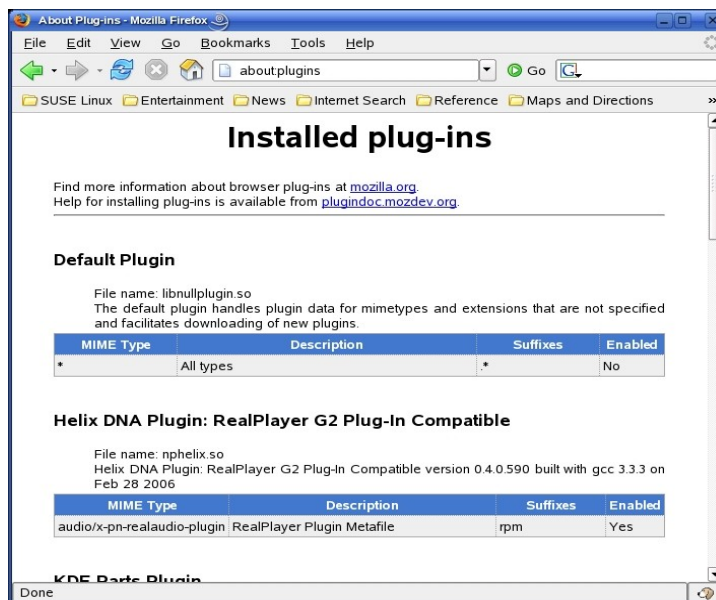 About Plug-ins - Mozilla Firefox
File Edit View Go Bookmarks Tools Help
about:plugins Go G
SUSE Linux Entertainment News Internet Search Reference Maps and Directions »
Installed plug-ins
Find more information about browser plug-ins at mozilla.org.
Help for installing plug-ins is available from plugindoc.mozdev.org.
Default Plugin
File name: libnullplugin.so
The default plugin handles plugin data for mimetypes and extensions that are not specified
and facilitates downloading of new plugins.
MIME Type Description Suffixes Enabled
* All types .* No
Helix DNA Plugin: RealPlayer G2 Plug-In Compatible
File name: nphelix.so
Helix DNA Plugin: RealPlayer G2 Plug-In Compatible version 0.4.0.590 built with gcc 3.3.3 on
Feb 28 2006
MIME Type Description Suffixes Enabled
audio/x-pn-realaudio-plugin RealPlayer Plugin Metafile rpm Yes
KDE Parts Plugin
Done